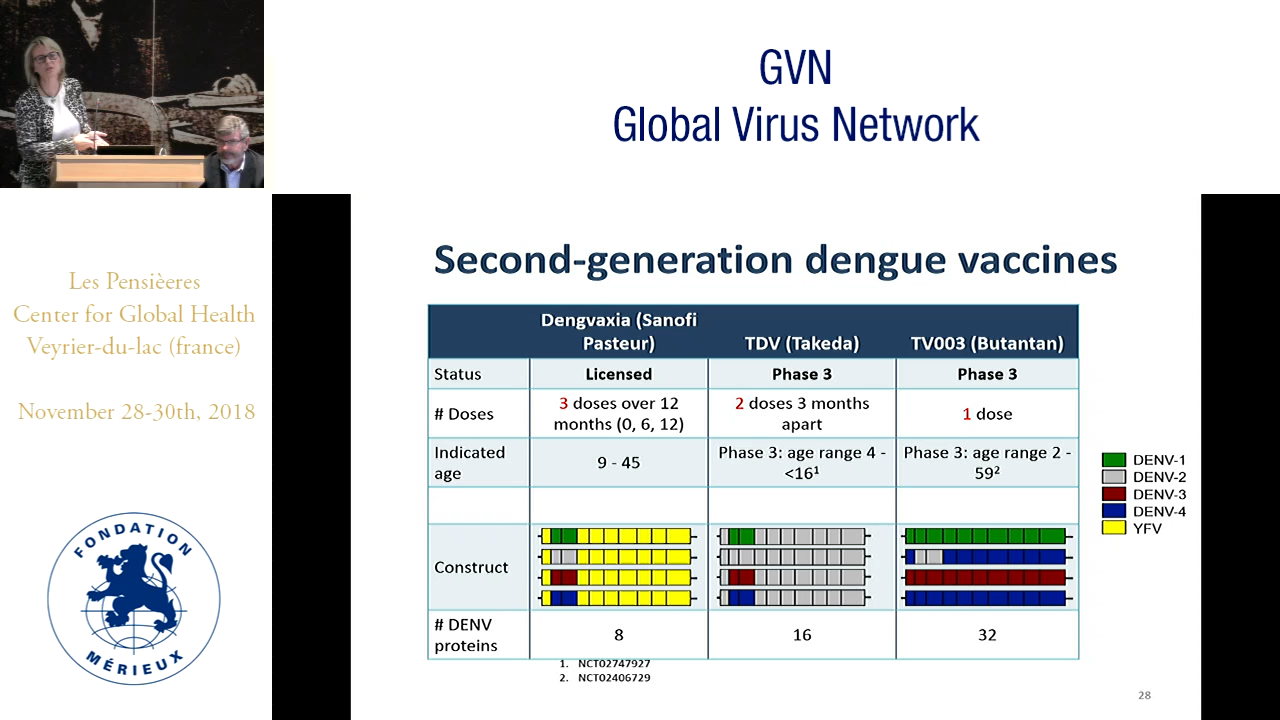 GVN
Global Virus Network
Les Pensièeres
Center for Global Health
Veyrier-du-lac (france)
November 28-30th, 2018
FONDATION
MÉRIEUX
Second-generation dengue vaccines
Dengvaxia (Sanofi
Pasteur)
TDV (Takeda)
TV003 (Butantan)
Status
Licensed
Phase 3
Phase 3
# Doses
3 doses over 12
months (0, 6, 12)
2 doses 3 months
apart
1 dose
Indicated
age
9 - 45
Phase 3: age range 4 -
<16¹
Phase 3: age range 2 -
59²
Construct
# DENV
proteins
8
16
32
DENV-1
DENV-2
DENV-3
DENV-4
YFV
1. NCT02747927
2. NCT02406729
28